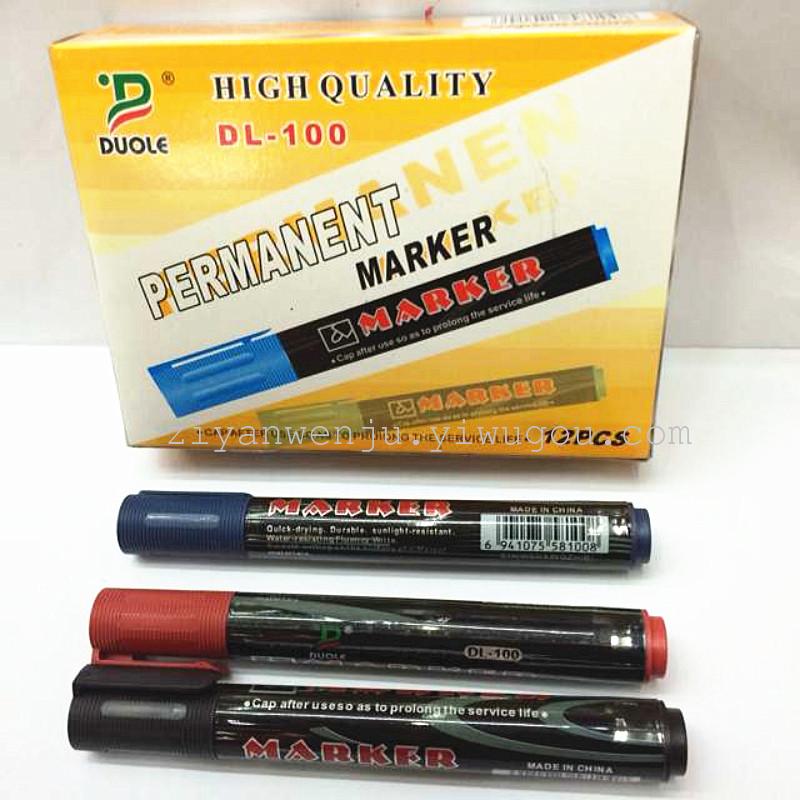 DUOLE ®
HIGH QUALITY
DL-100
PERMANENT
MARKER
MARKER
•Cap after use so as to prolong the service life•
MARKER
12PCS
ziyanwenju.yiwugou.com
MARKER
Quick-drying. Durable. sunlight-resistant.
MADE IN CHINA
6 941075 581008
DUOLE
DL-100
•Cap after useso as to prolong the service life•
MARKER
MADE IN CHINA